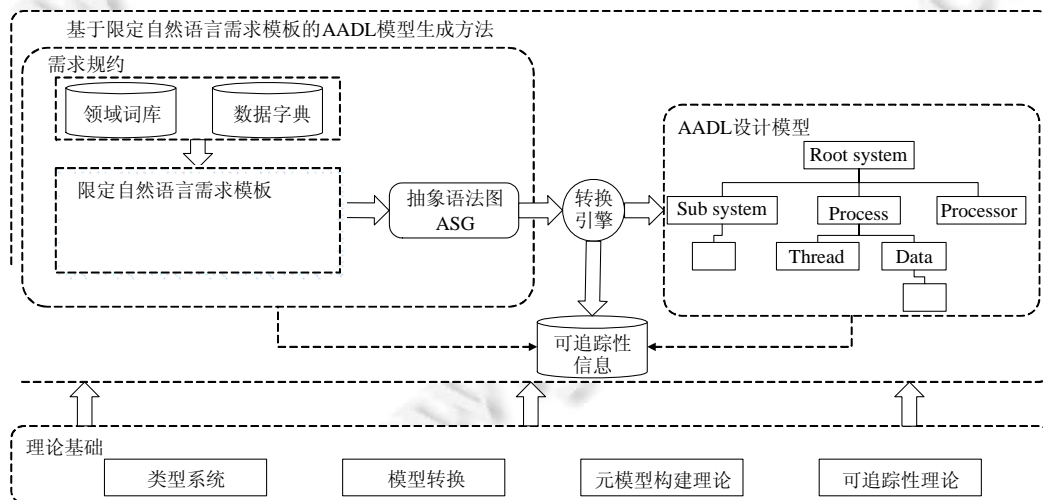 基于限定自然语言需求模板的AADL模型生成方法
需求规约
领域词库
数据字典
限定自然语言需求模板
抽象语法图
ASG
转换
引擎
AADL设计模型
Root system
Sub system
Process
Processor
Thread
Data
可追踪性
信息
理论基础
类型系统
模型转换
元模型构建理论
可追踪性理论